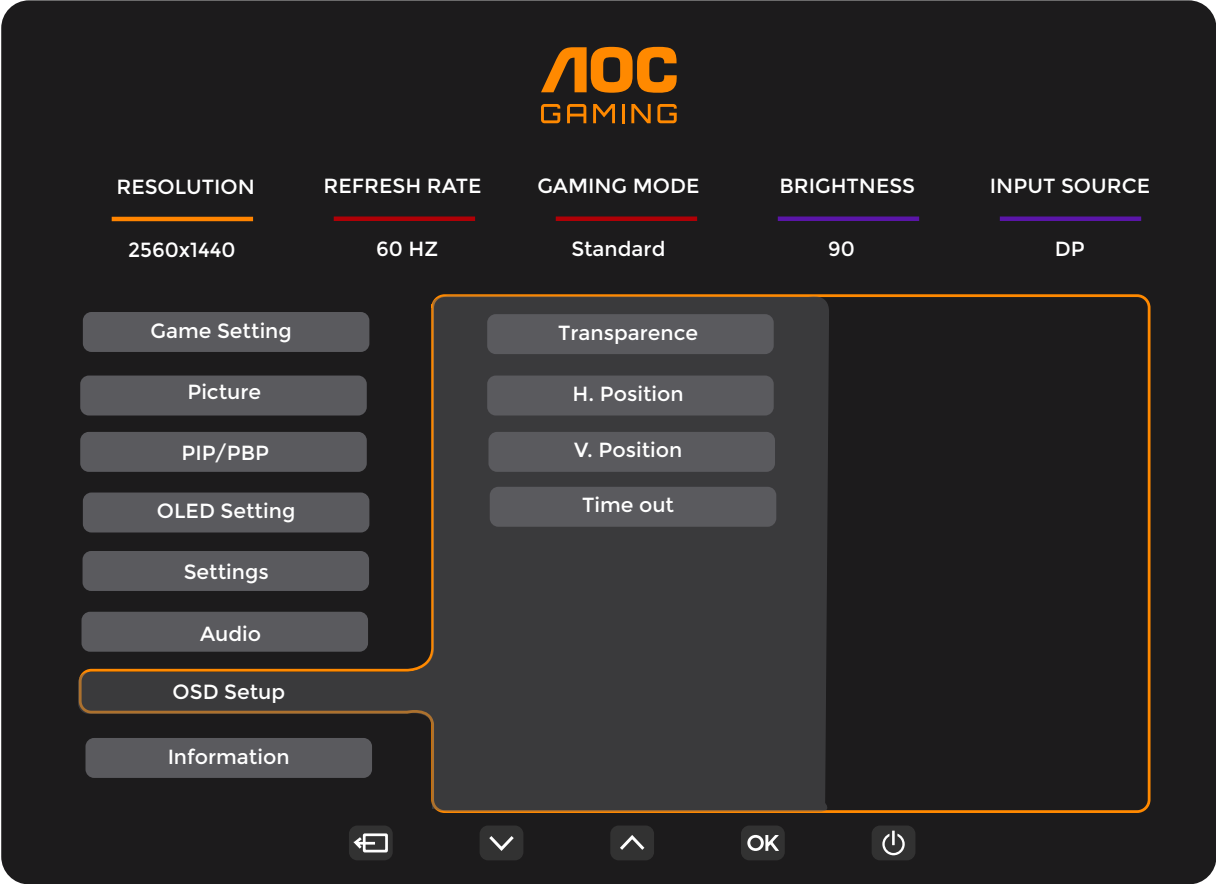 AOC
GAMING
RESOLUTION REFRESH RATE GAMING MODE BRIGHTNESS INPUT SOURCE
2560x1440 60 HZ Standard 90 DP
Game Setting
Picture
PIP/PBP
OLED Setting
Settings
Audio
OSD Setup
Information
Transparence
H. Position
V. Position
Time out
OK